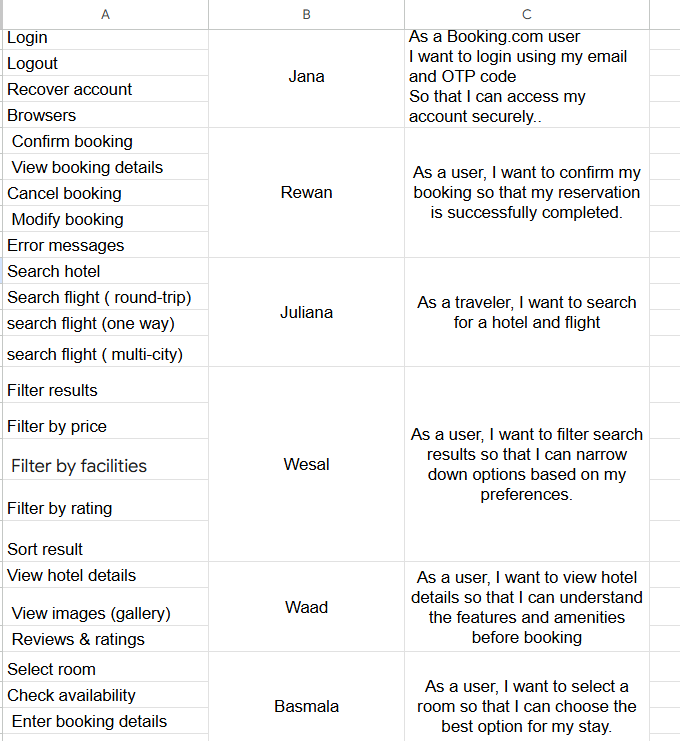 A
B
C
Login
Logout
Recover account
Browsers
Jana
As a Booking.com user
I want to login using my email
and OTP code
So that I can access my
account securely..
Confirm booking
View booking details
Cancel booking
Modify booking
Error messages
Rewan
As a user, I want to confirm my
booking so that my reservation
is successfully completed.
Search hotel
Search flight ( round-trip)
search flight (one way)
search flight ( multi-city)
Juliana
As a traveler, I want to search
for a hotel and flight
Filter results
Filter by price
Filter by facilities
Filter by rating
Sort result
Wesal
As a user, I want to filter search
results so that I can narrow
down options based on my
preferences.
View hotel details
View images (gallery)
Reviews & ratings
Waad
As a user, I want to view hotel
details so that I can understand
the features and amenities
before booking
Select room
Check availability
Enter booking details
Basmala
As a user, I want to select a
room so that I can choose the
best option for my stay.